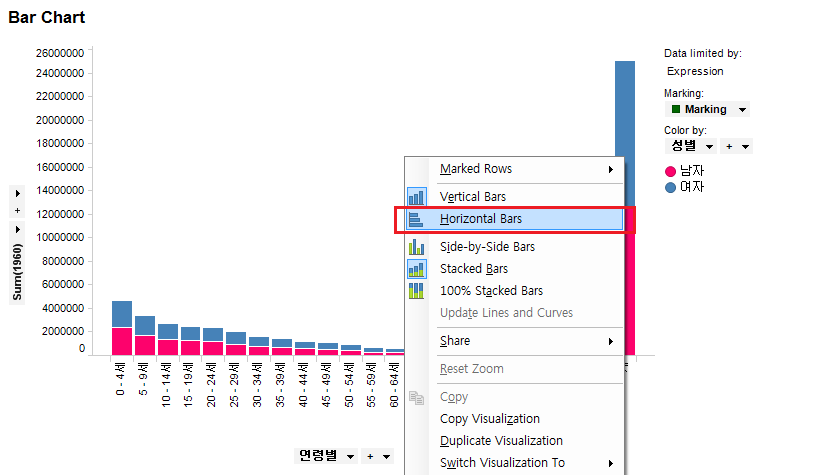 Bar Chart
26000000
24000000
22000000
20000000
18000000
16000000
14000000
12000000
10000000
8000000
6000000
4000000
2000000
0
Sum(1960)
+
0 - 4세
5 - 9세
10 - 14세
15 - 19세
20 - 24세
25 - 29세
30 - 34세
35 - 39세
40 - 44세
45 - 49세
50 - 54세
55 - 59세
60 - 64세
연령별
+
Marked Rows
Vertical Bars
Horizontal Bars
Side-by-Side Bars
Stacked Bars
100% Stacked Bars
Update Lines and Curves
Share
Reset Zoom
Copy
Copy Visualization
Duplicate Visualization
Switch Visualization To
Data limited by:
Expression
Marking:
Marking
Color by:
성별 +
남자
여자